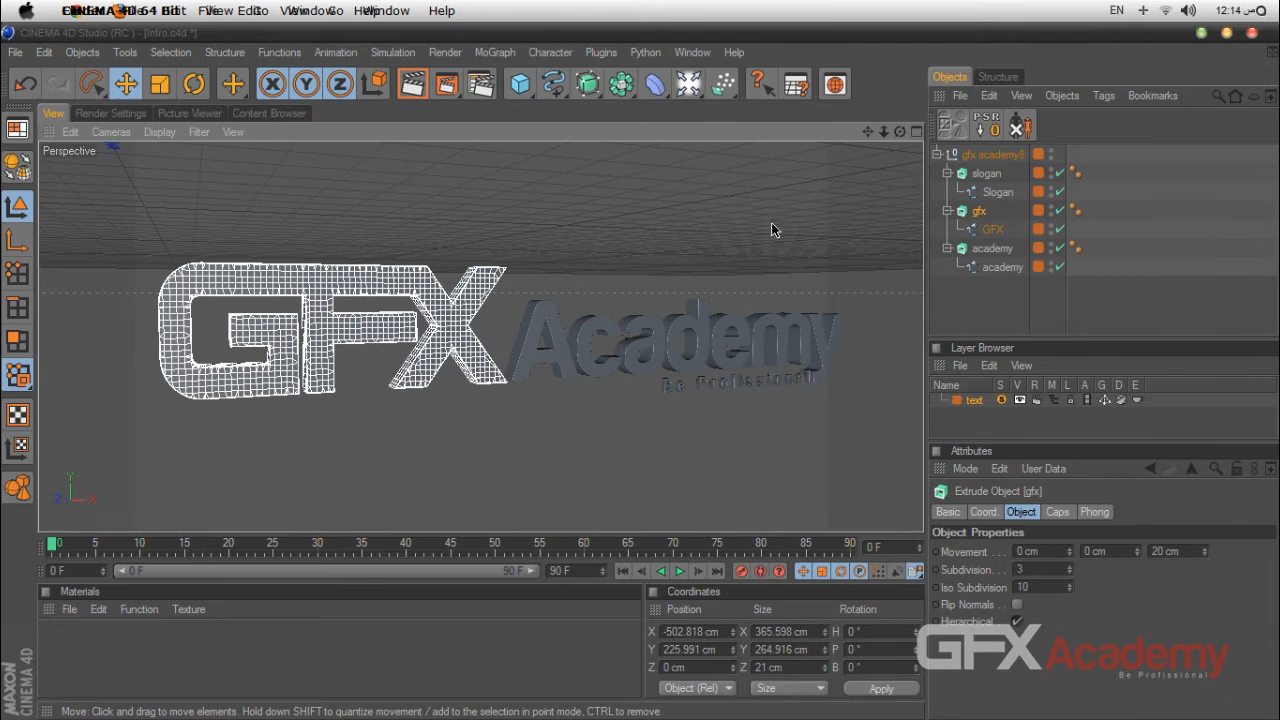 Window Help EN ص 12:14
CINEMA 4D Studio (RC ) - [Intro.c4d *]
File Edit Objects Tools Selection Structure Functions Animation Simulation Render MoGraph Character Plugins Python Window Help
X Y Z
View Render Settings Picture Viewer Content Browser
Edit Cameras Display Filter View
Perspective
GFX Academy
Be Professional!
Y
Z X
0 5 10 15 20 25 30 35 40 45 50 55 60 65 70 75 80 85 90 0 F
0 F 0 F 90 F 90 F
Materials
File Edit Function Texture
Coordinates
Position Size Rotation
X -502.818 cm X 365.598 cm H 0 °
Y 225.991 cm Y 264.916 cm P 0 °
Z 0 cm Z 21 cm B 0 °
Object (Rel) Size Apply
MAXON CINEMA 4D
Move: Click and drag to move elements. Hold down SHIFT to quantize movement / add to the selection in point mode, CTRL to remove
Objects Structure
File Edit View Objects Tags Bookmarks
PSR
0
gfx academy8
slogan
Slogan
gfx
GFX
academy
academy
Layer Browser
File Edit View
Name S V R M L A G D E
text
Attributes
Mode Edit User Data
Extrude Object [gfx]
Basic Coord. Object Caps Phong
Object Properties
Movement . . . 0 cm 0 cm 20 cm
Subdivision . . 3
Iso Subdivision 10
Flip Normals . .
Hierarchical . .
GFX Academy
Be Profissional